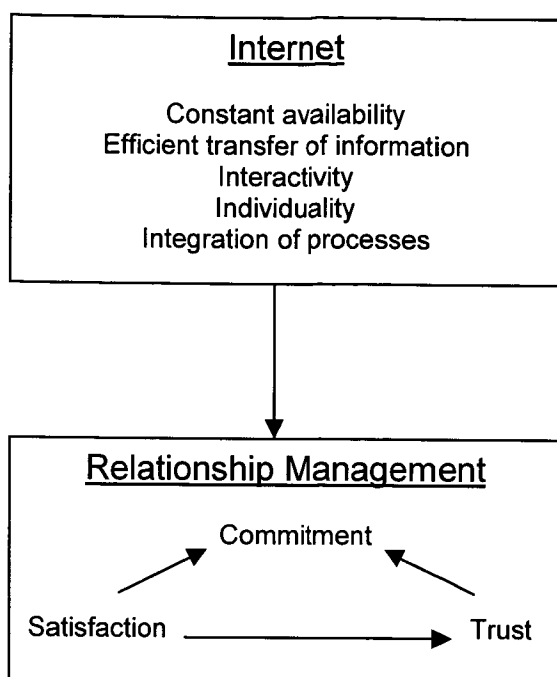 Internet
Constant availability
Efficient transfer of information
Interactivity
Individuality
Integration of processes
Relationship Management
Commitment
Satisfaction
Trust